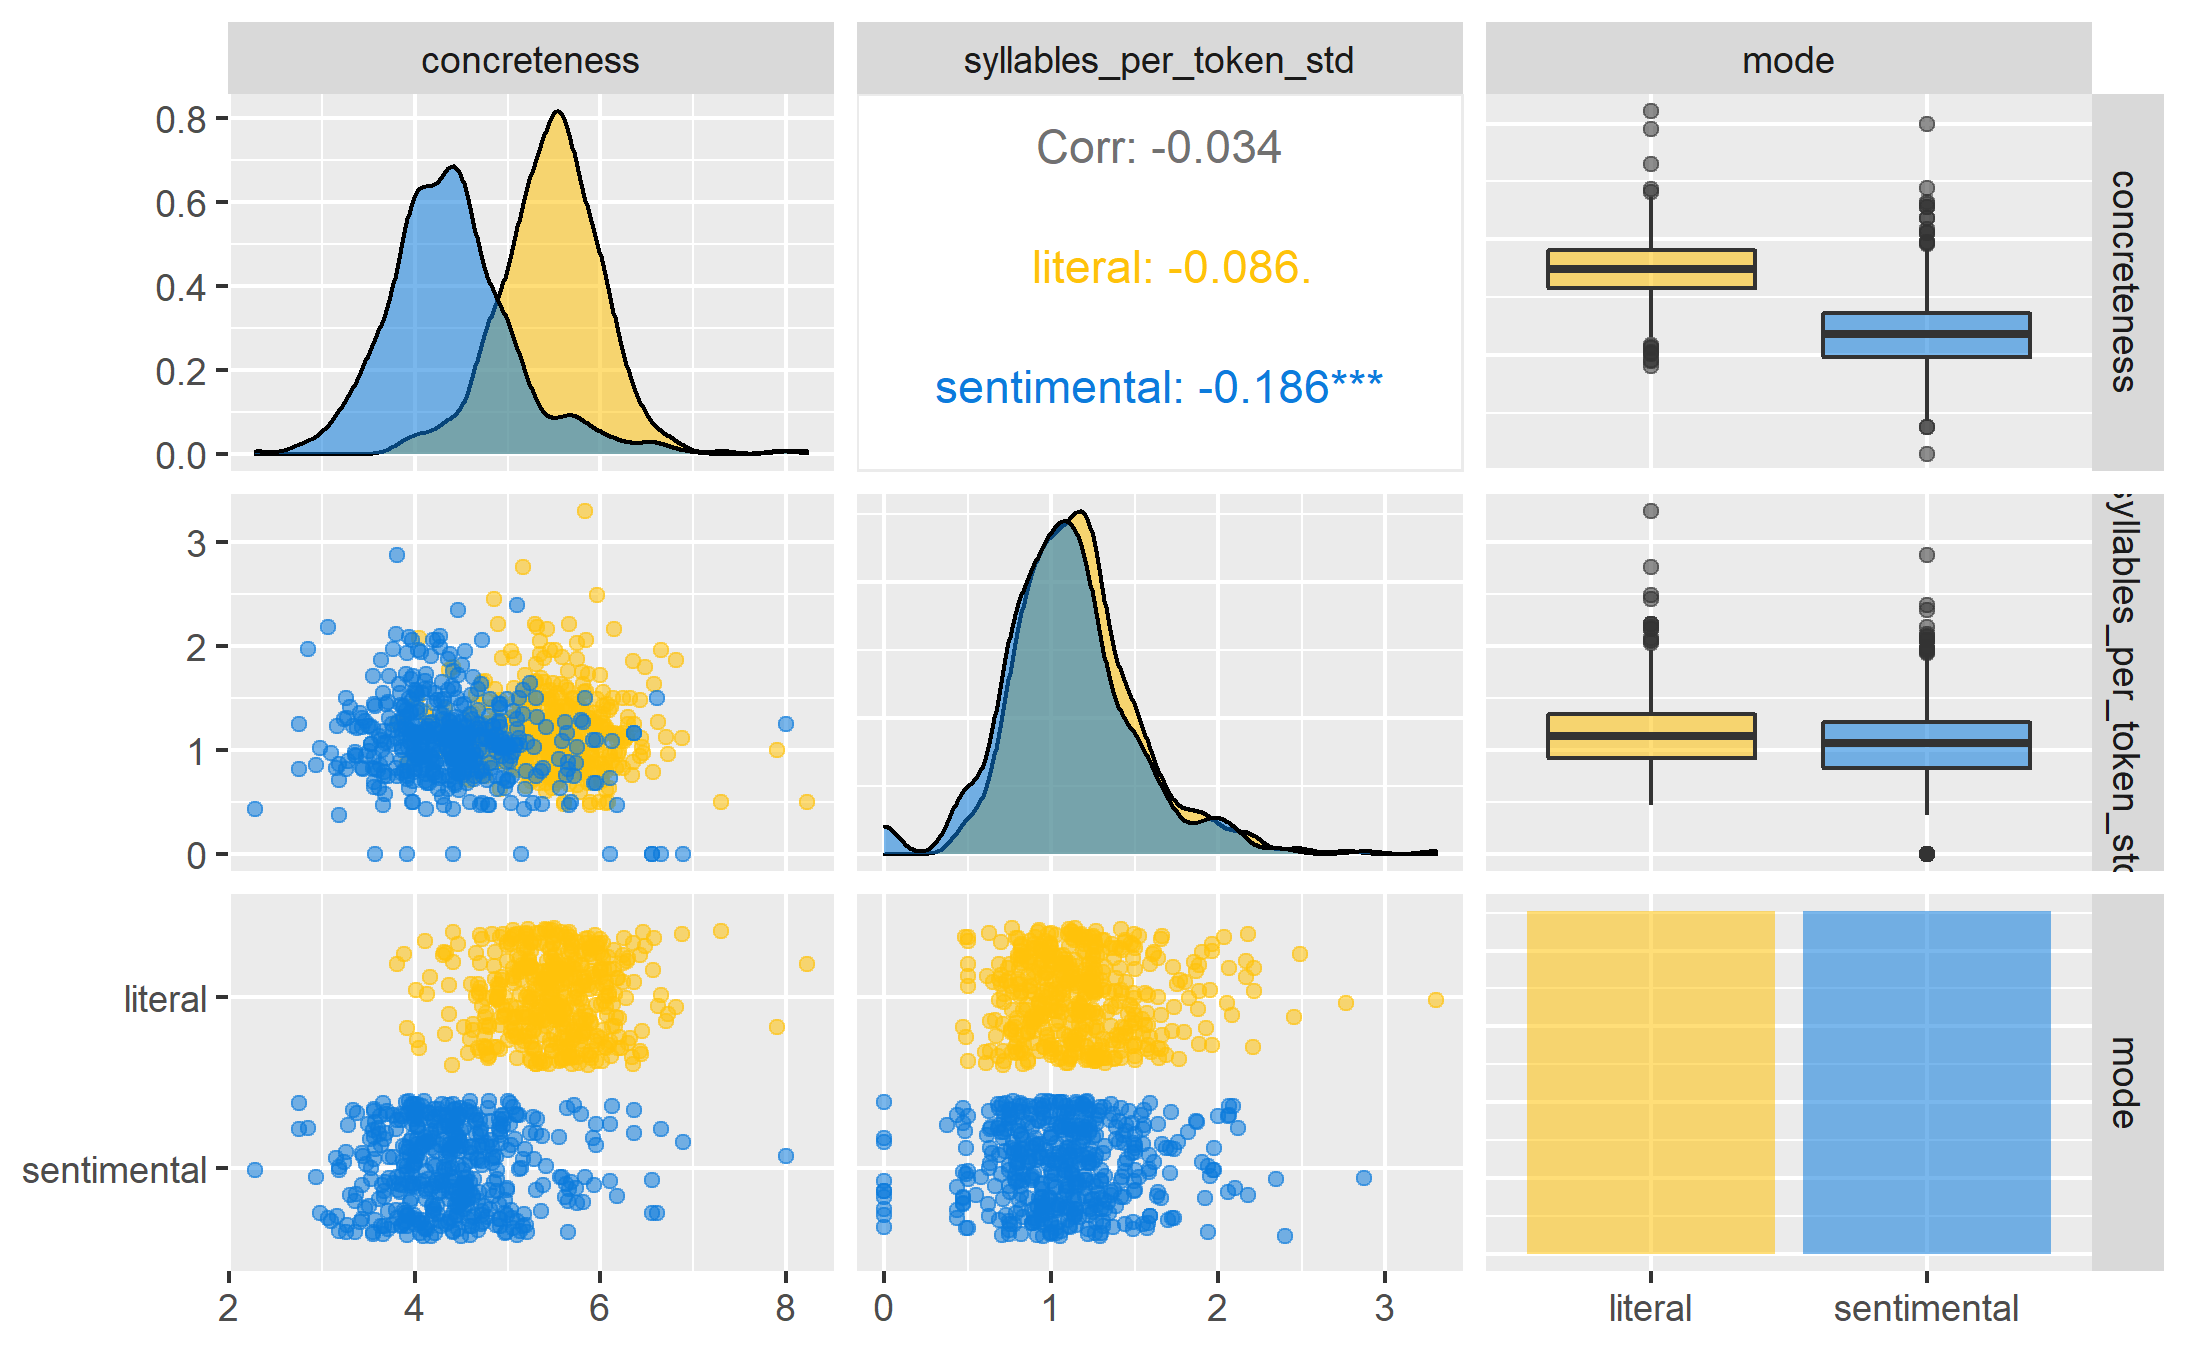 concreteness
syllables_per_token_std
mode
0.8
0.6
0.4
0.2
0.0
Corr: -0.034
literal: -0.086.
sentimental: -0.186***
concreteness
3
2
1
0
syllables_per_token_std
literal
sentimental
mode
2
4
6
8
0
1
2
3
literal
sentimental